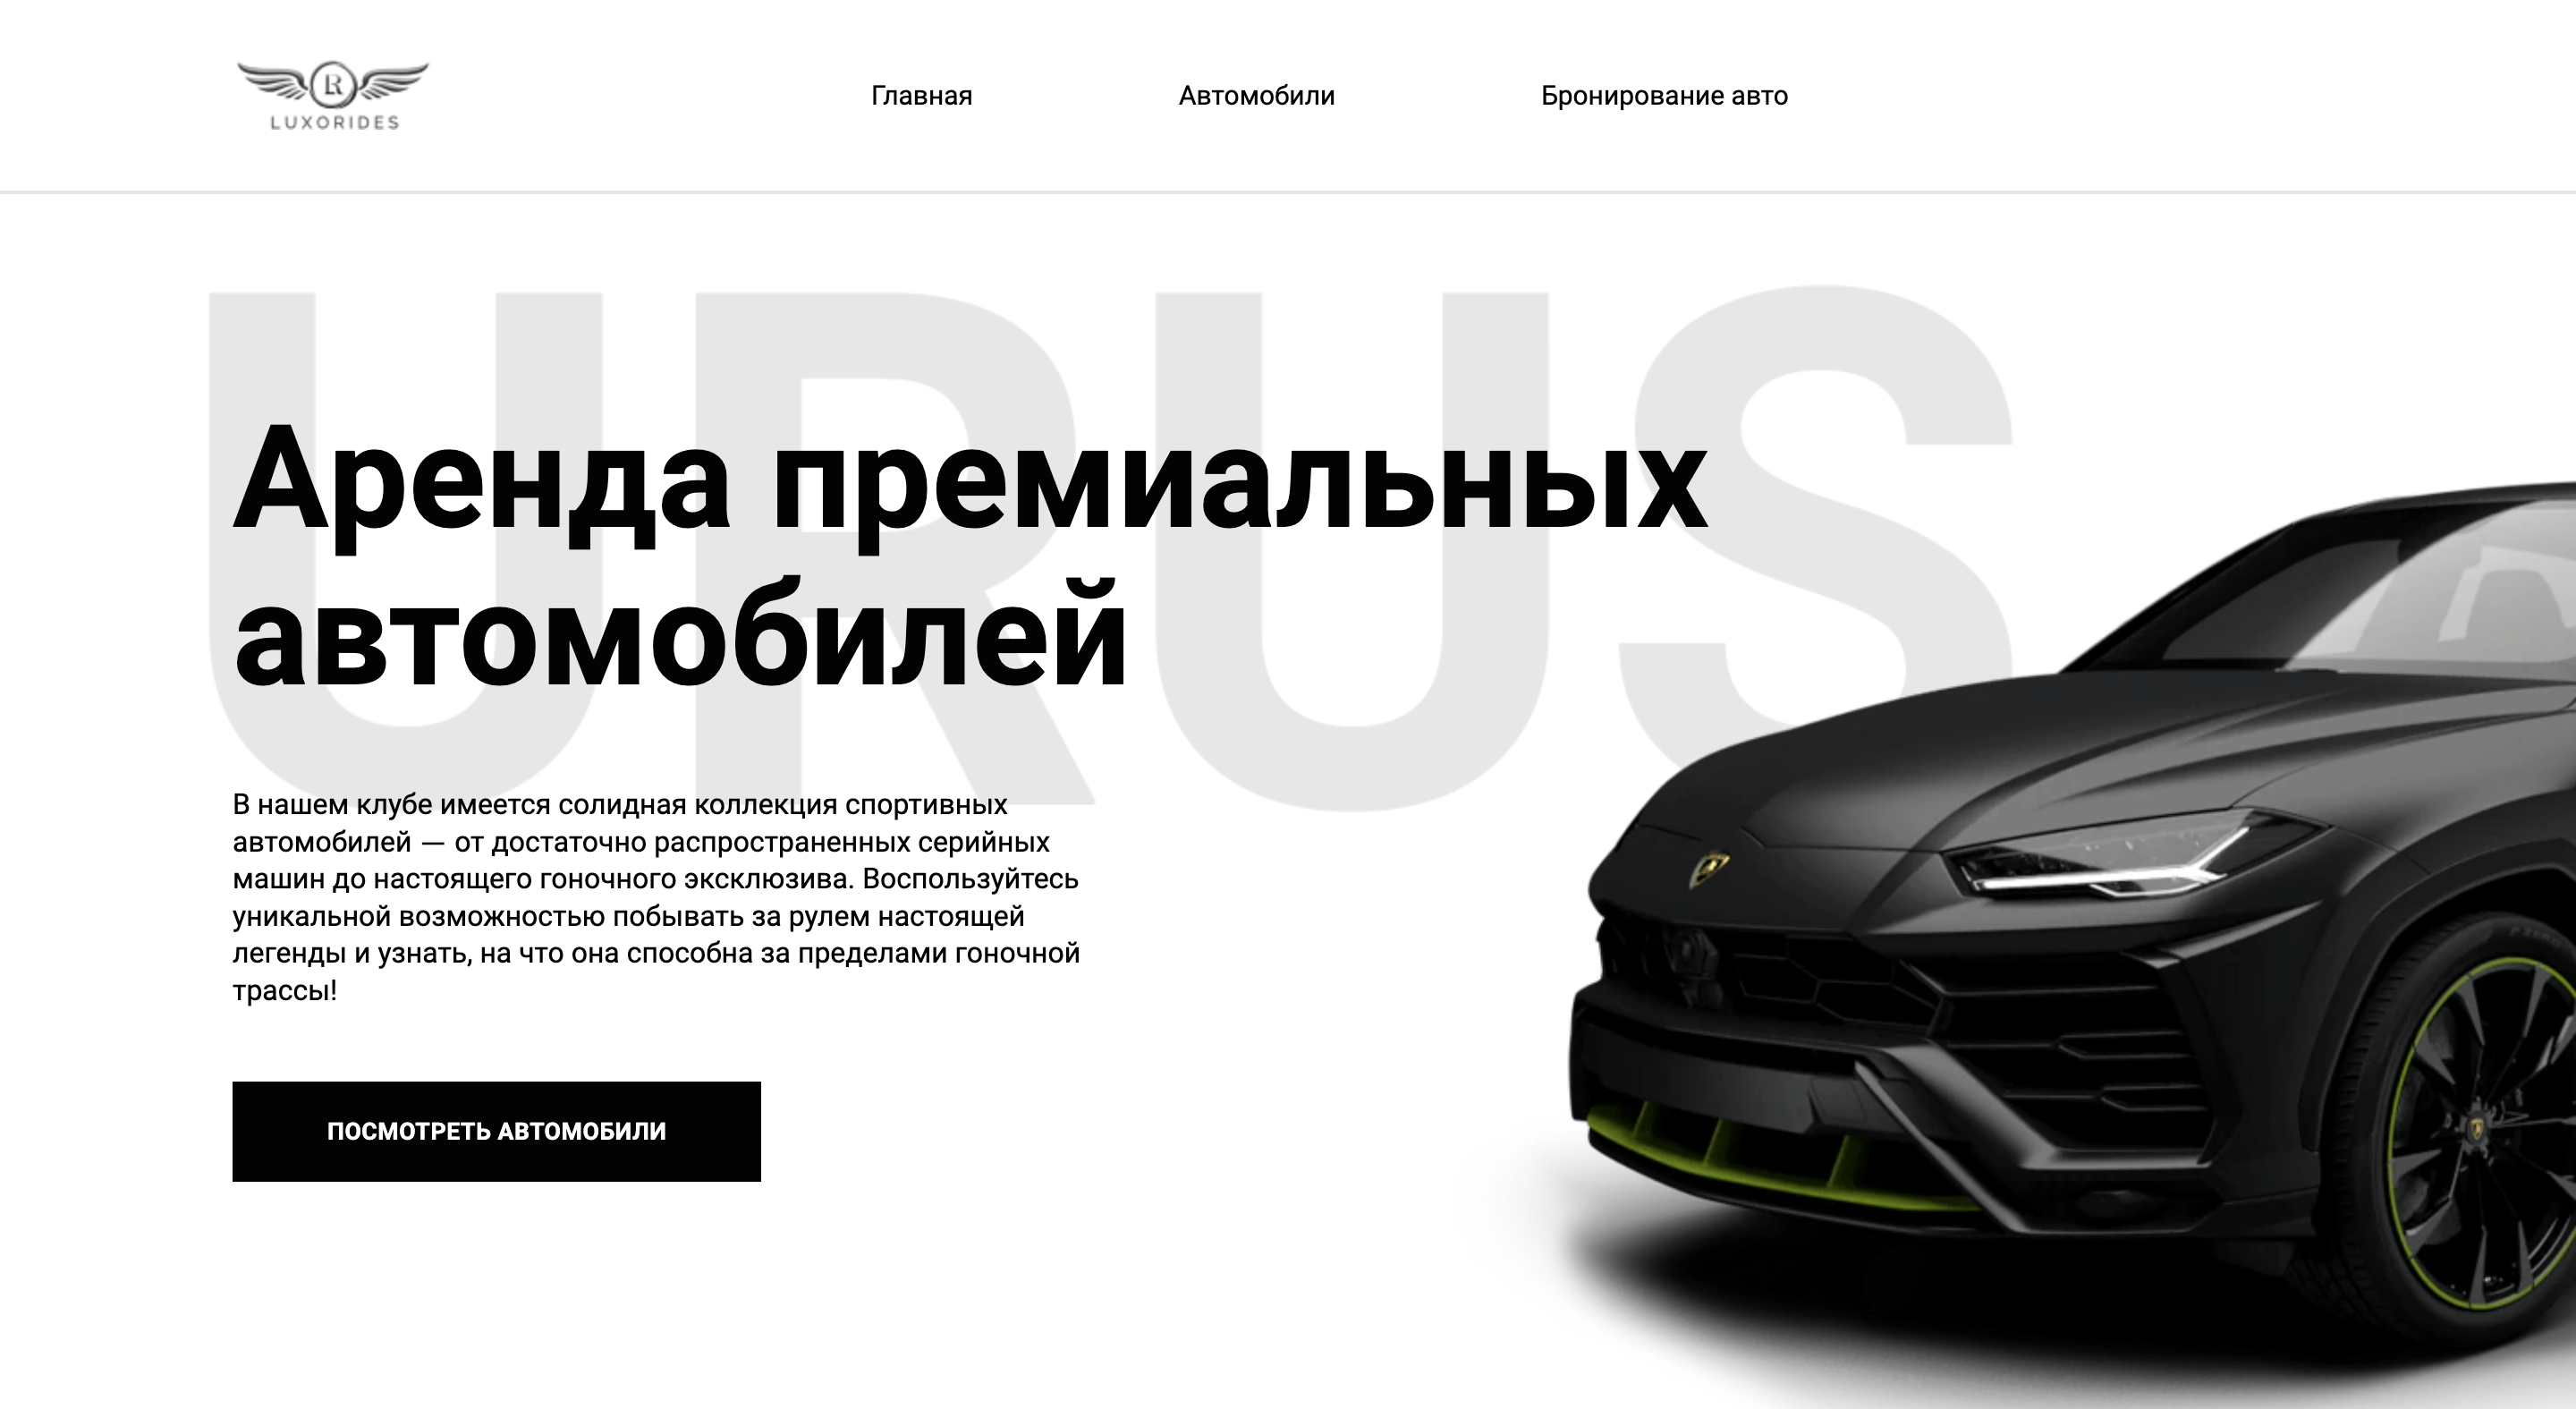 LR
LUXORIDES
Главная
Автомобили
Бронирование авто
URUS
Аренда премиальных
автомобилей
В нашем клубе имеется солидная коллекция спортивных
автомобилей — от достаточно распространенных серийных
машин до настоящего гоночного эксклюзива. Воспользуйтесь
уникальной возможностью побывать за рулем настоящей
легенды и узнать, на что она способна за пределами гоночной
трассы!
ПОСМОТРЕТЬ АВТОМОБИЛИ